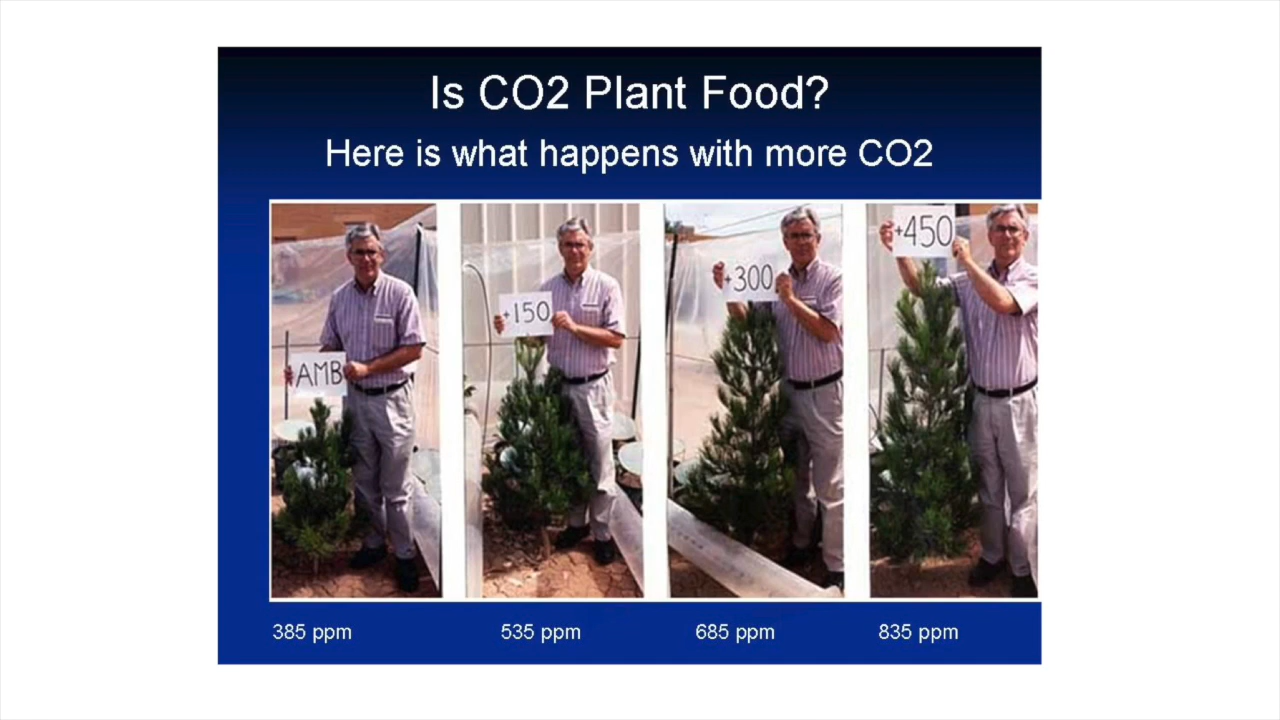 Is CO2 Plant Food?
Here is what happens with more CO2
AMB
+150
+300
+450
385 ppm
535 ppm
685 ppm
835 ppm